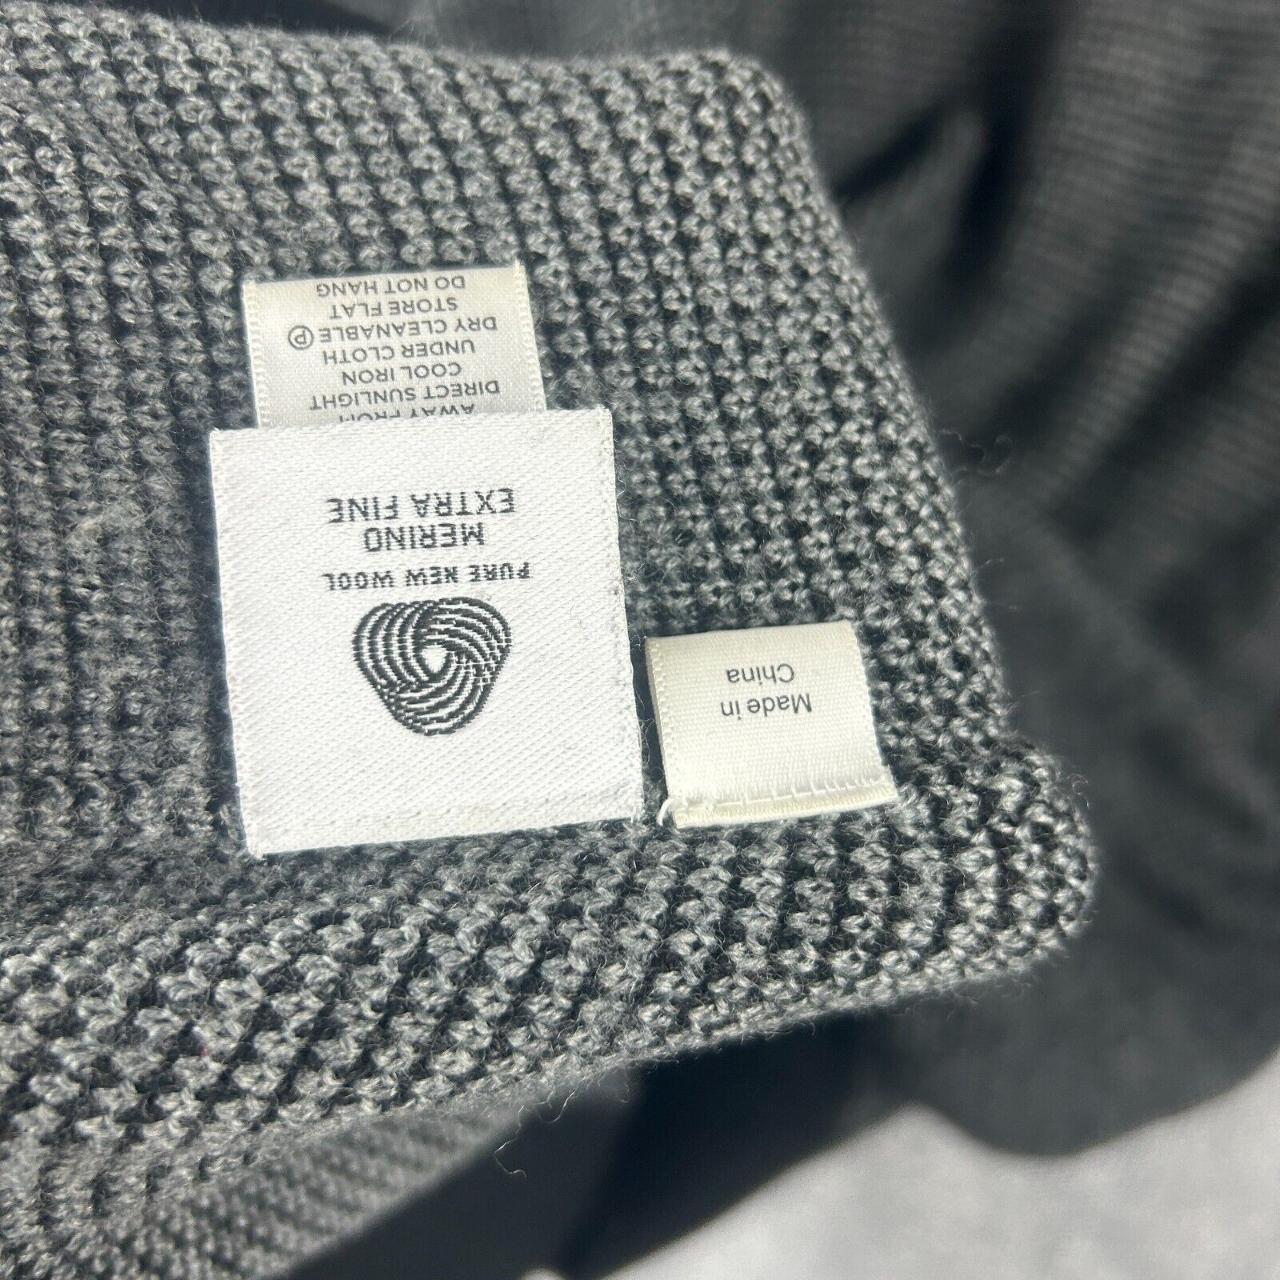 AWAY FROM
DIRECT SUNLIGHT
COOL IRON
UNDER CLOTH
DRY CLEANABLE Ⓟ
STORE FLAT
DO NOT HANG
PURE NEW WOOL
MERINO
EXTRA FINE
Made in
China